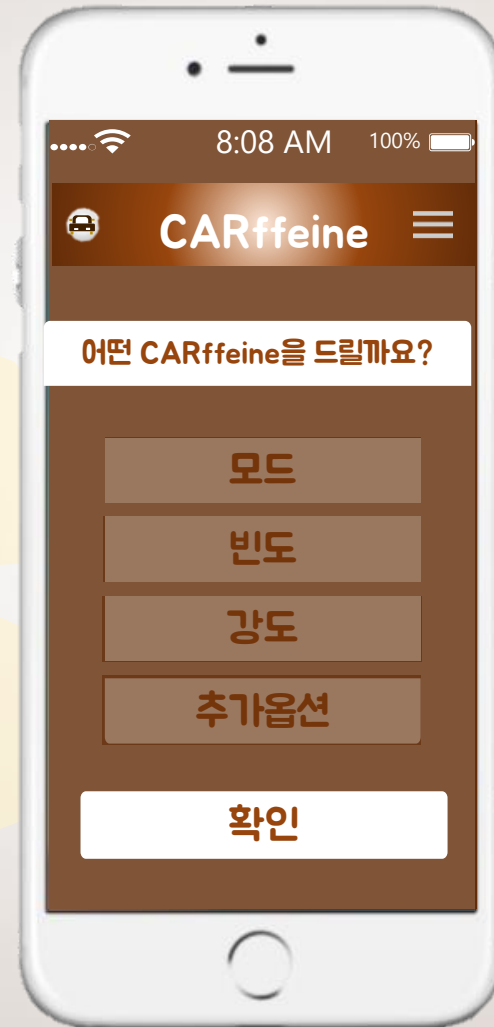 8:08 AM 100%
CARffeine
어떤 CARffeine을 드릴까요?
모드
빈도
강도
추가옵션
확인